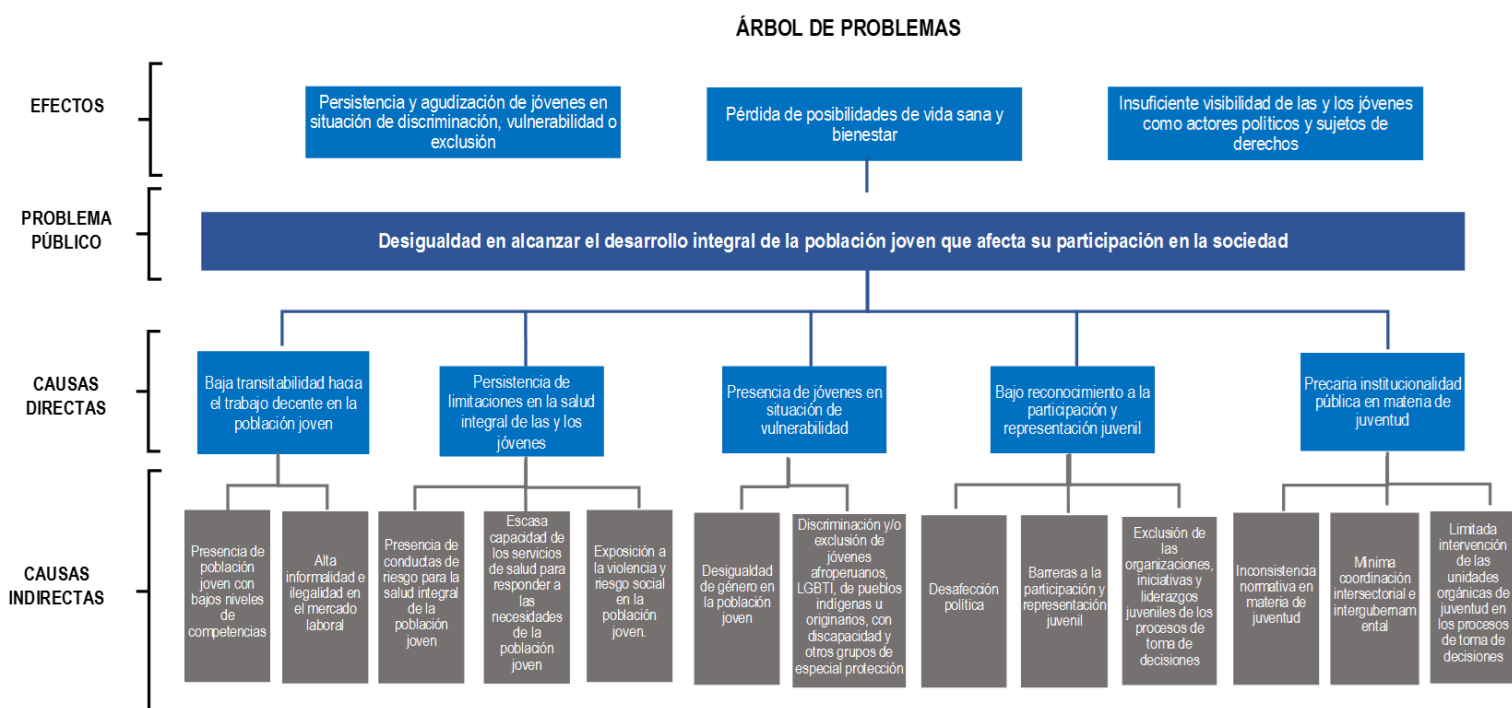 ÁRBOL DE PROBLEMAS
EFECTOS
Persistencia y agudización de jóvenes en
situación de discriminación, vulnerabilidad o
exclusión
Pérdida de posibilidades de vida sana y
bienestar
Insuficiente visibilidad de las y los jóvenes
como actores políticos y sujetos de
derechos
PROBLEMA
PÚBLICO
Desigualdad en alcanzar el desarrollo integral de la población joven que afecta su participación en la sociedad
CAUSAS
DIRECTAS
Baja transitabilidad hacia
el trabajo decente en la
población joven
Persistencia de
limitaciones en la salud
integral de las y los
jóvenes
Presencia de jóvenes en
situación de
vulnerabilidad
Bajo reconocimiento a la
participación y
representación juvenil
Precaria institucionalidad
pública en materia de
juventud
CAUSAS
INDIRECTAS
Presencia de
población
joven con
bajos niveles
de
competencias
Alta
informalidad e
ilegalidad en
el mercado
laboral
Presencia de
conductas de
riesgo para la
salud integral
de la
población
joven
Escasa
capacidad de
los servicios
de salud para
responder a
las
necesidades
de la
población
joven
Exposición a
la violencia y
riesgo social
en la
población
joven.
Desigualdad
de género en
la población
joven
Discriminación y/o
exclusión de
jóvenes
afroperuanos,
LGBTI, de pueblos
indígenas u
originarios, con
discapacidad y
otros grupos de
especial protección
Desafección
política
Barreras a la
participación y
representación
juvenil
Exclusión de
las
organizaciones,
iniciativas y
liderazgos
juveniles de los
procesos de
toma de
decisiones
Inconsistencia
normativa en
materia de
juventud
Mínima
coordinación
intersectorial e
intergubernam
ental
Limitada
intervención
de las
unidades
orgánicas de
juventud en
los procesos
de toma de
decisiones